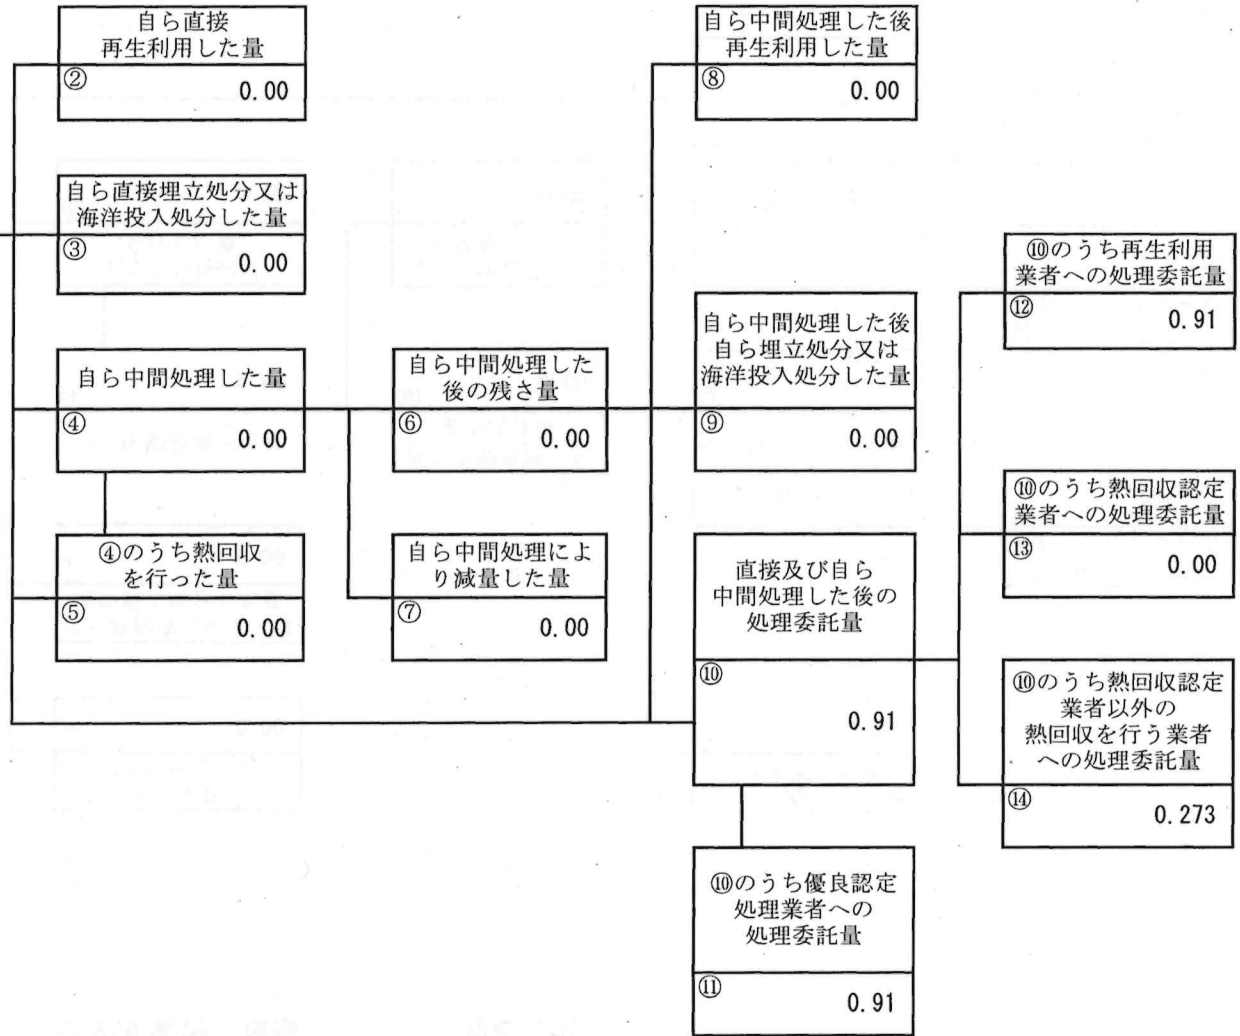 自ら直接
再生利用した量
②
0.00
自ら直接埋立処分又は
海洋投入処分した量
③
0.00
自ら中間処理した量
④
0.00
④のうち熱回収
を行った量
⑤
0.00
自ら中間処理した
後の残さ量
⑥
0.00
自ら中間処理によ
り減量した量
⑦
0.00
自ら中間処理した後
再生利用した量
⑧
0.00
自ら中間処理した後
自ら埋立処分又は
海洋投入処分した量
⑨
0.00
直接及び自ら
中間処理した後の
処理委託量
⑩
0.91
⑩のうち優良認定
処理業者への
処理委託量
⑪
0.91
⑩のうち再生利用
業者への処理委託量
⑫
0.91
⑩のうち熱回収認定
業者への処理委託量
⑬
0.00
⑩のうち熱回収認定
業者以外の
熱回収を行う業者
への処理委託量
⑭
0.273